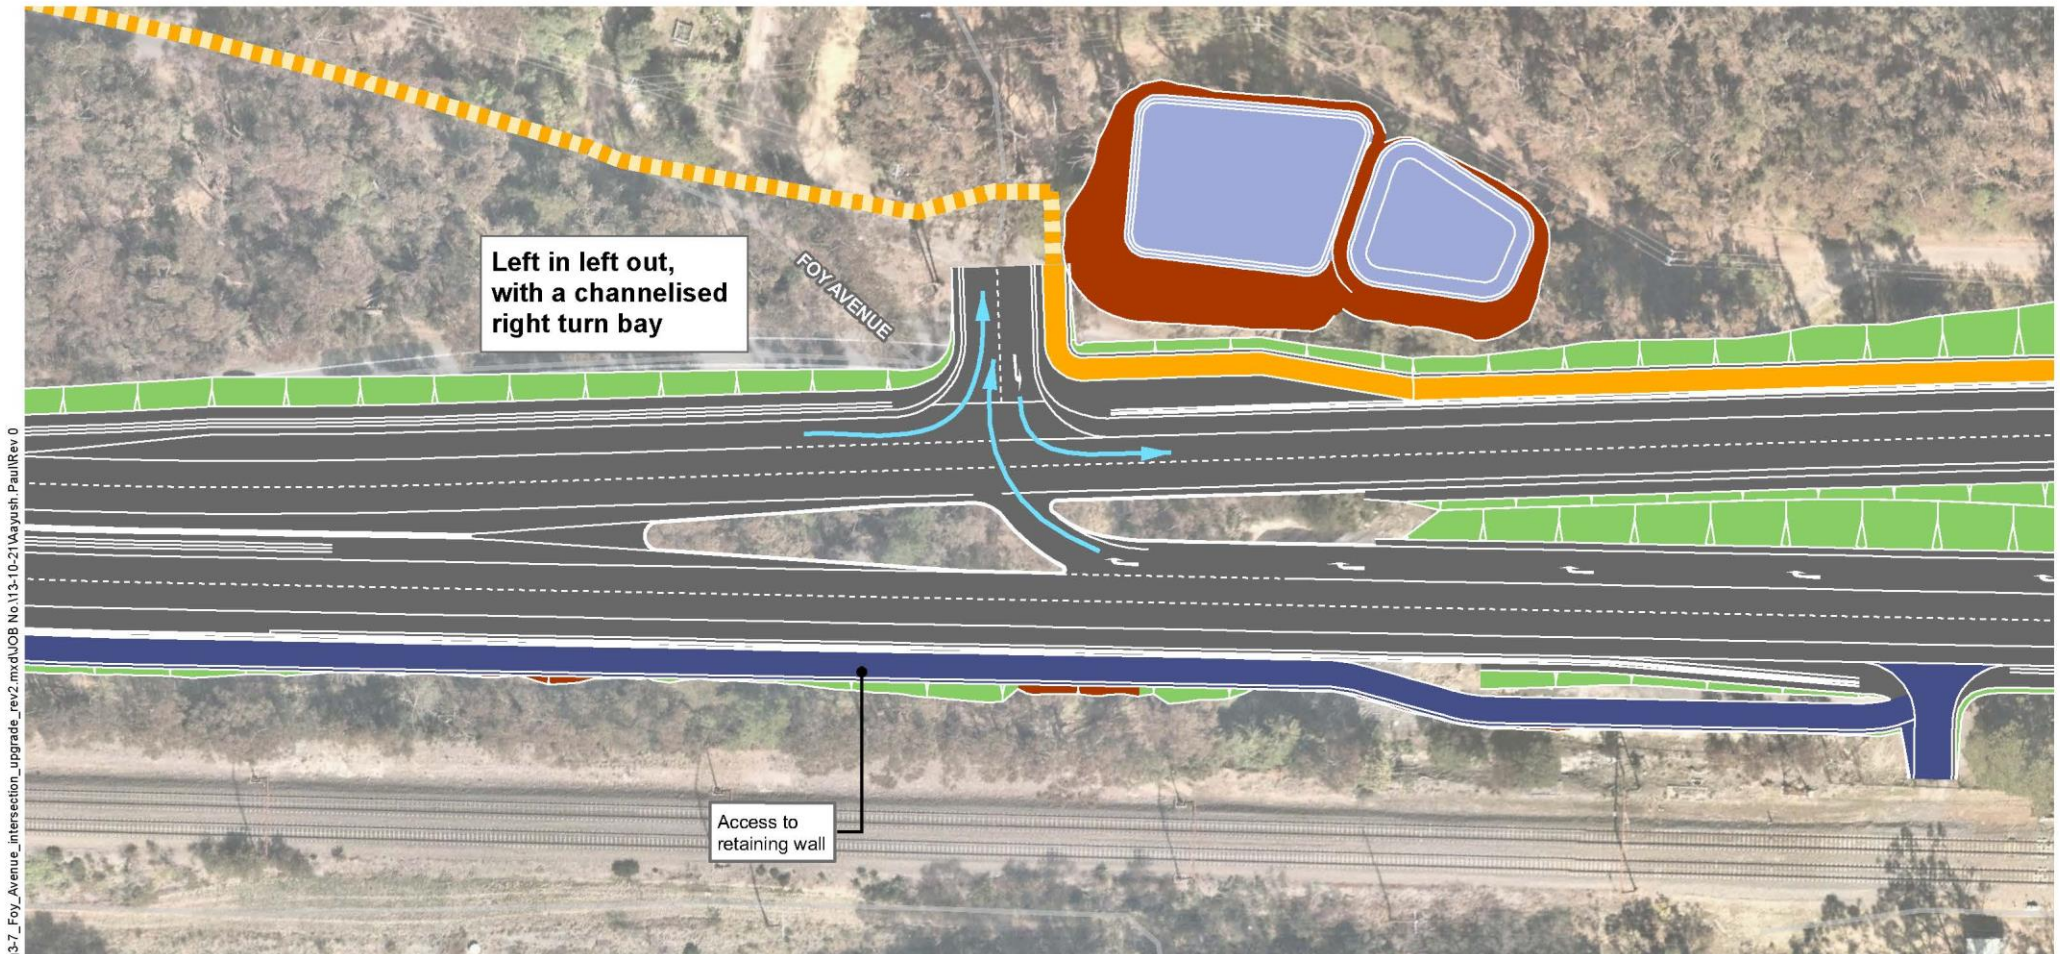 Left in left out,
with a channelised
right turn bay
FOY AVENUE
Access to
retaining wall
3-7_Foy_Avenue_intersection_upgrade_rev2.mxd\JOB No.\13-10-21\Aayush.Paul\Rev 0